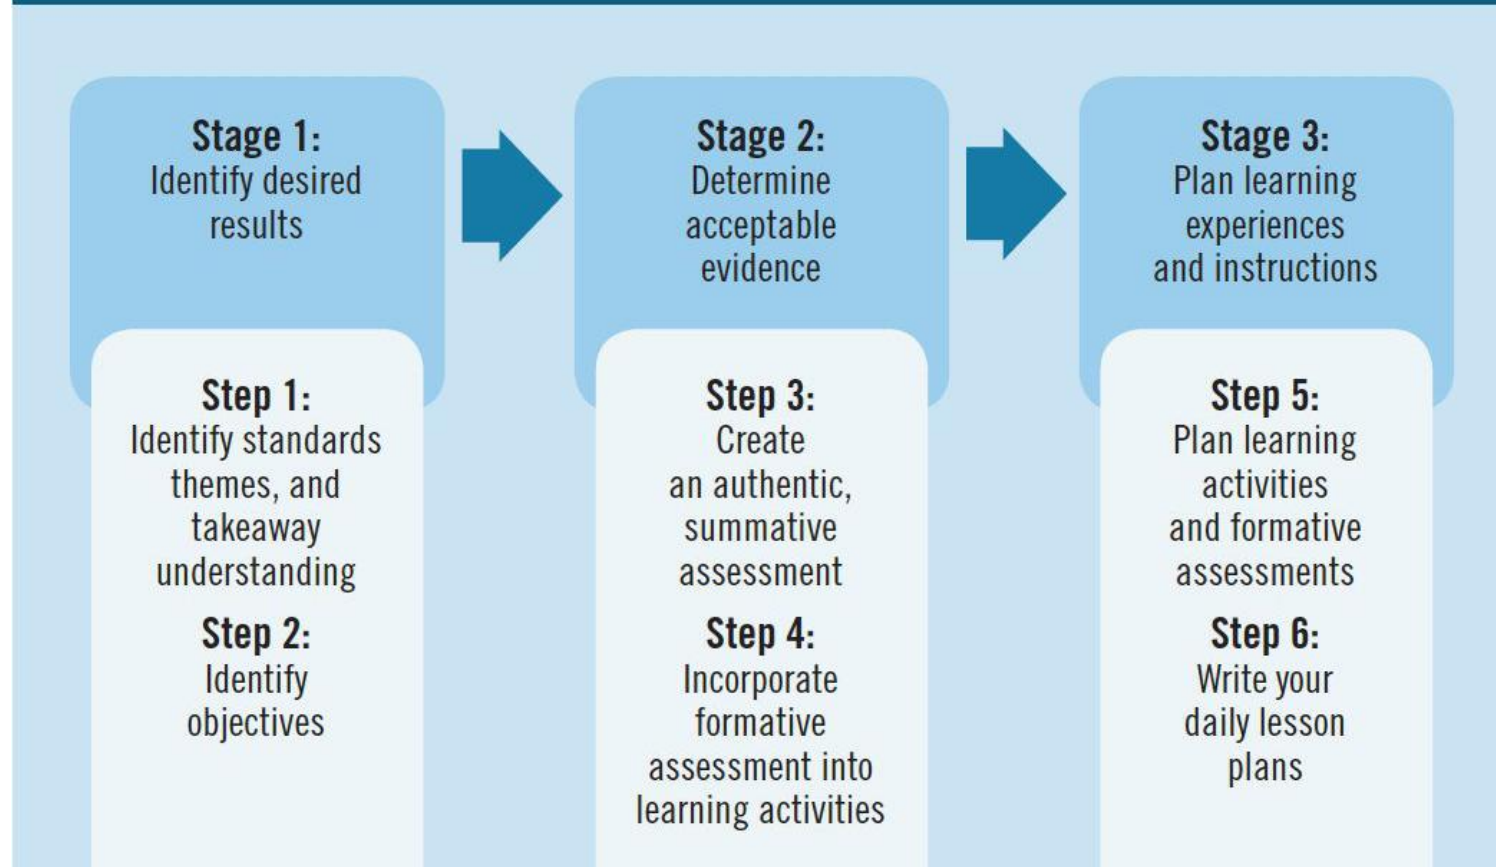 Stage 1:
Identify desired
results
Step 1:
Identify standards
themes, and
takeaway
understanding
Step 2:
Identify
objectives
Stage 2:
Determine
acceptable
evidence
Step 3:
Create
an authentic,
summative
assessment
Step 4:
Incorporate
formative
assessment into
learning activities
Stage 3:
Plan learning
experiences
and instructions
Step 5:
Plan learning
activities
and formative
assessments
Step 6:
Write your
daily lesson
plans